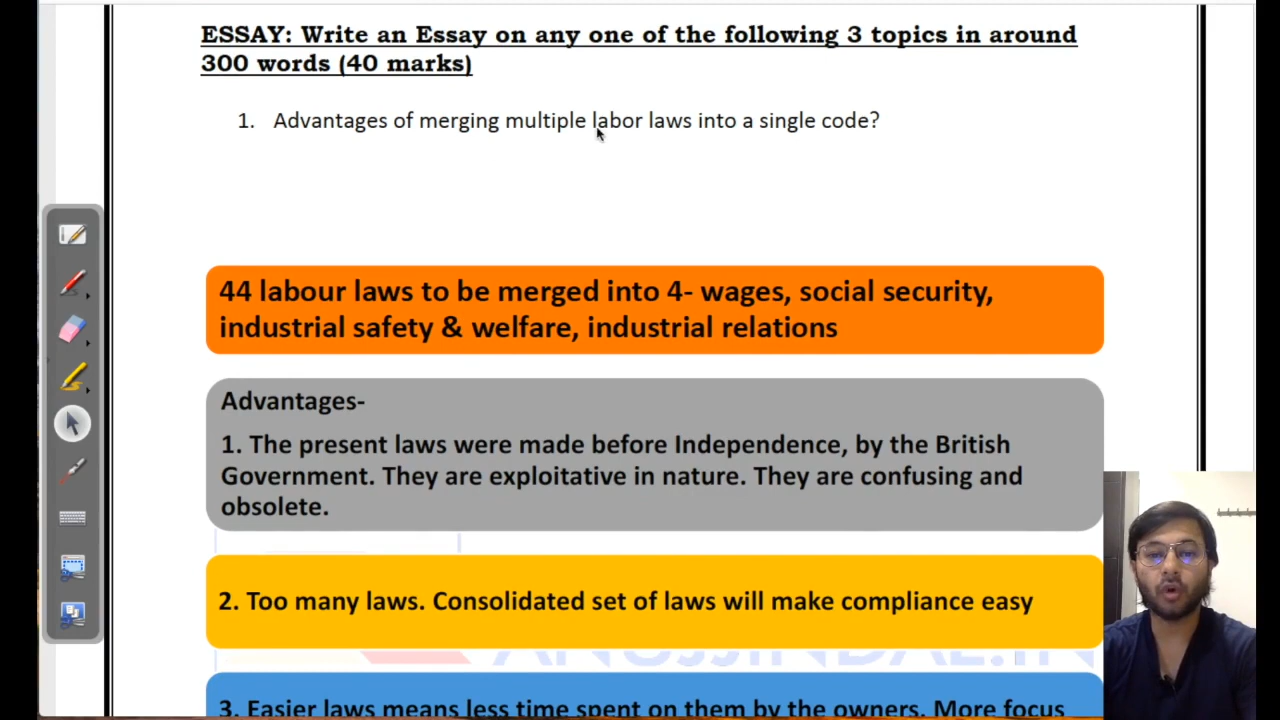 ESSAY: Write an Essay on any one of the following 3 topics in around
300 words (40 marks)
1. Advantages of merging multiple labor laws into a single code?
44 labour laws to be merged into 4- wages, social security,
industrial safety & welfare, industrial relations
Advantages-
1. The present laws were made before Independence, by the British
Government. They are exploitative in nature. They are confusing and
obsolete.
2. Too many laws. Consolidated set of laws will make compliance easy
ANUJJINDAL.IN
3. Easier laws means less time spent on them by the owners. More focus